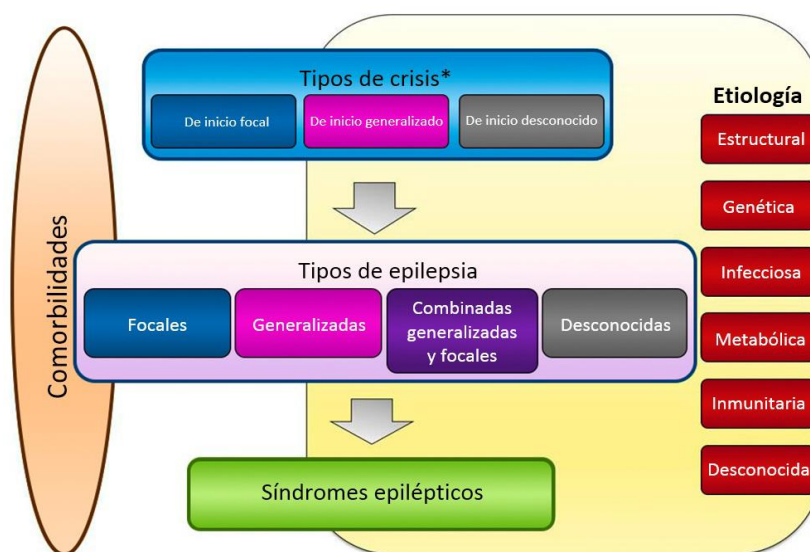 Tipos de crisis*
De inicio focal
De inicio generalizado
De inicio desconocido
Comorbilidades
Tipos de epilepsia
Focales
Generalizadas
Combinadas
generalizadas
y focales
Desconocidas
Síndromes epilépticos
Etiología
Estructural
Genética
Infecciosa
Metabólica
Inmunitaria
Desconocida